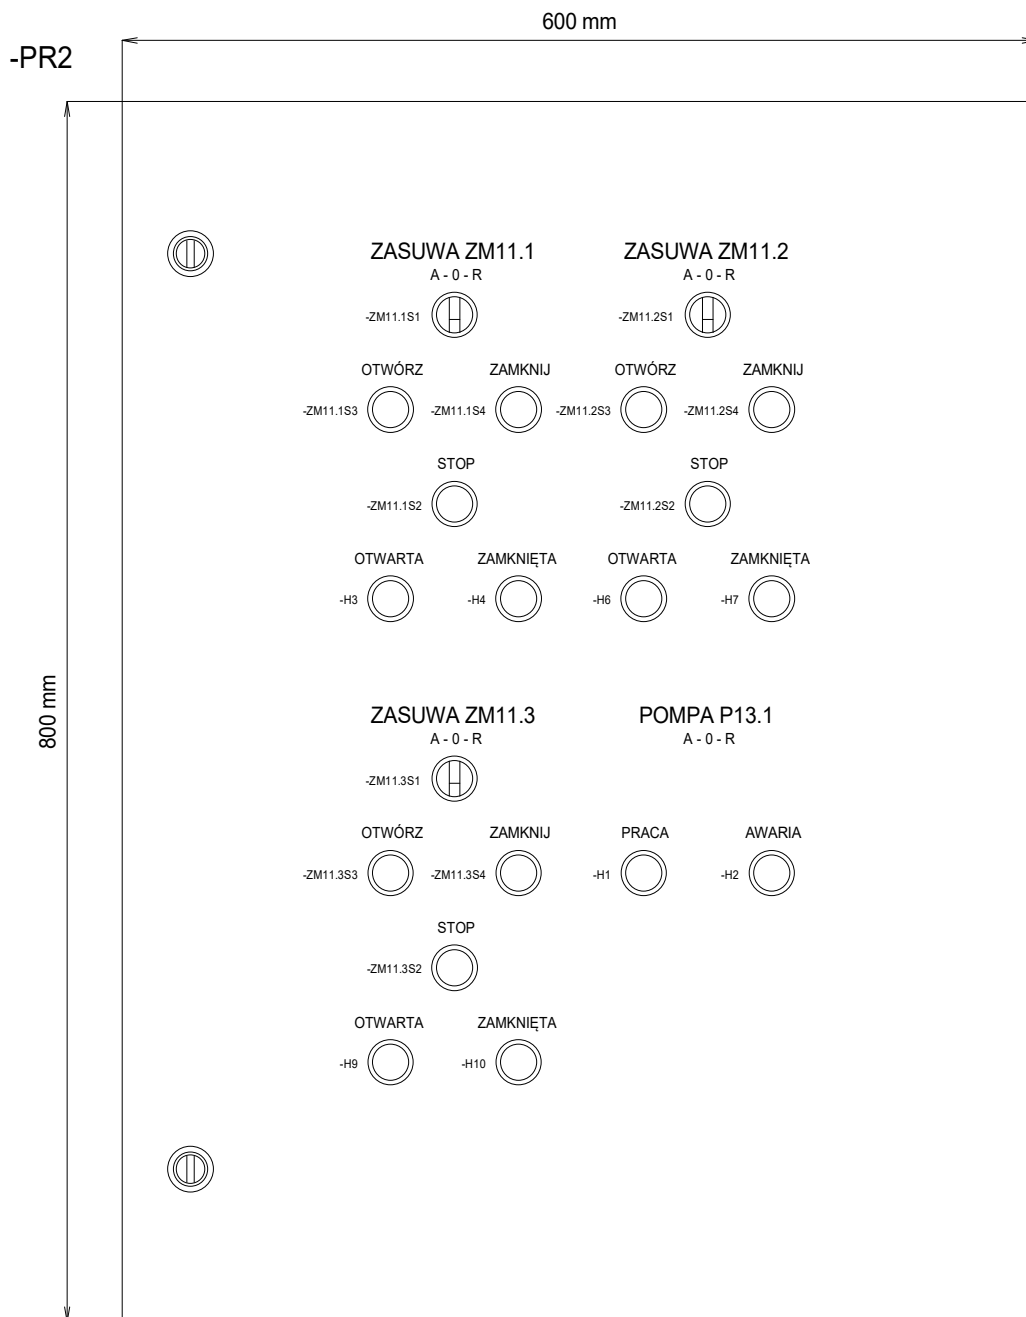 600 mm
-PR2
ZASUWA ZM11.1 ZASUWA ZM11.2
A - 0 - R A - 0 - R
-ZM11.1S1 -ZM11.2S1
OTWÓRZ ZAMKNIJ OTWÓRZ ZAMKNIJ
-ZM11.1S3 -ZM11.1S4 -ZM11.2S3 -ZM11.2S4
STOP STOP
-ZM11.1S2 -ZM11.2S2
OTWARTA ZAMKNIĘTA OTWARTA ZAMKNIĘTA
-H3 -H4 -H6 -H7
800 mm
ZASUWA ZM11.3 POMPA P13.1
A - 0 - R A - 0 - R
-ZM11.3S1
OTWÓRZ ZAMKNIJ PRACA AWARIA
-ZM11.3S3 -ZM11.3S4 -H1 -H2
STOP
-ZM11.3S2
OTWARTA ZAMKNIĘTA
-H9 -H10